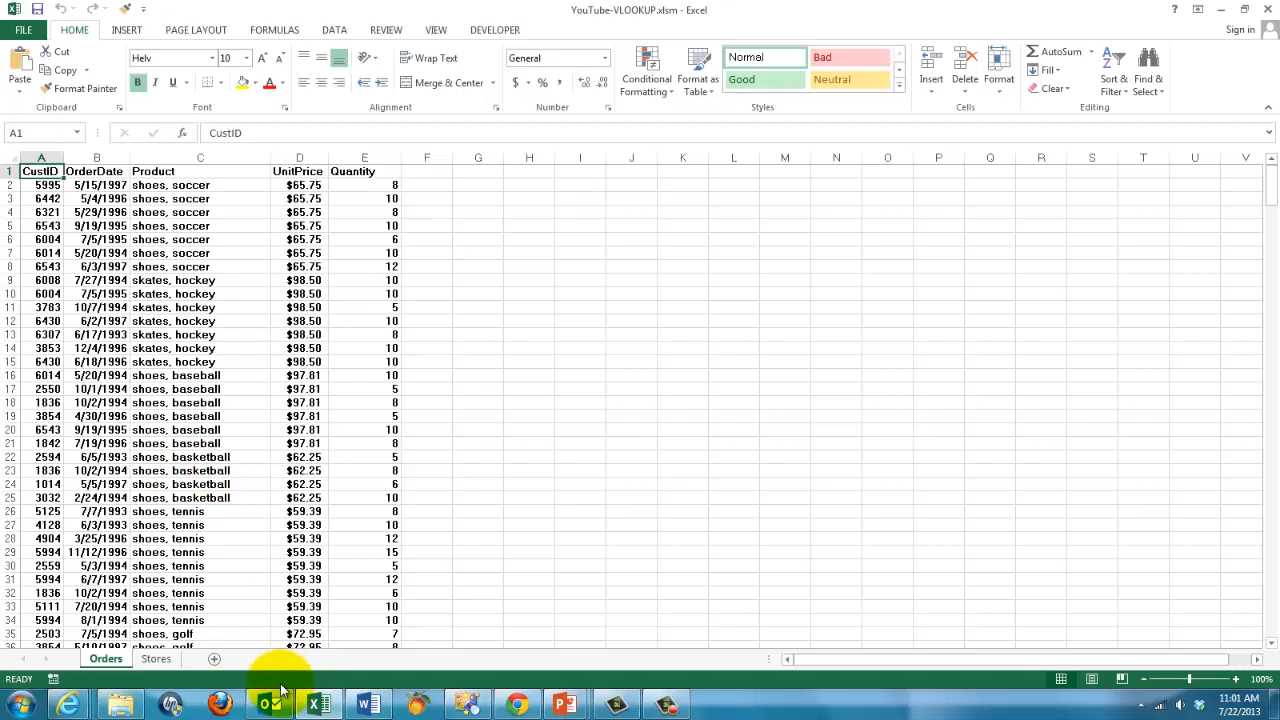 YouTube-VLOOKUP.xlsm - Excel
FILE HOME INSERT PAGE LAYOUT FORMULAS DATA REVIEW VIEW DEVELOPER Sign in
Paste
Cut
Copy
Format Painter
Clipboard
Helv 10
B I U
Font
Wrap Text
Merge & Center
Alignment
General
$ % ,
Number
Conditional Formatting
Format as Table
Normal Bad
Good Neutral
Styles
Insert Delete Format
Cells
AutoSum
Fill
Clear
Sort & Filter
Find & Select
Editing
A1 fx CustID
A B C D E F G H I J K L M N O P Q R S T U V
1 CustID OrderDate Product UnitPrice Quantity
2 5995 5/15/1997 shoes, soccer $65.75 8
3 6442 5/4/1996 shoes, soccer $65.75 10
4 6321 5/29/1996 shoes, soccer $65.75 8
5 6543 9/19/1995 shoes, soccer $65.75 10
6 6004 7/5/1995 shoes, soccer $65.75 6
7 6014 5/20/1994 shoes, soccer $65.75 10
8 6543 6/3/1997 shoes, soccer $65.75 12
9 6008 7/27/1994 skates, hockey $98.50 10
10 6004 7/5/1995 skates, hockey $98.50 10
11 3783 10/7/1994 skates, hockey $98.50 5
12 6430 6/2/1997 skates, hockey $98.50 10
13 6307 6/17/1993 skates, hockey $98.50 8
14 3853 12/4/1996 skates, hockey $98.50 10
15 6430 6/18/1996 skates, hockey $98.50 10
16 6014 5/20/1994 shoes, baseball $97.81 10
17 2550 10/1/1994 shoes, baseball $97.81 5
18 1836 10/2/1994 shoes, baseball $97.81 8
19 3854 4/30/1996 shoes, baseball $97.81 5
20 6543 9/19/1995 shoes, baseball $97.81 10
21 1842 7/19/1996 shoes, baseball $97.81 8
22 2594 6/5/1993 shoes, basketball $62.25 5
23 1836 10/2/1994 shoes, basketball $62.25 8
24 1014 5/5/1997 shoes, basketball $62.25 6
25 3032 2/24/1994 shoes, basketball $62.25 10
26 5125 7/7/1993 shoes, tennis $59.39 8
27 4128 6/3/1993 shoes, tennis $59.39 10
28 4904 3/25/1996 shoes, tennis $59.39 12
29 5994 11/12/1996 shoes, tennis $59.39 15
30 2559 5/3/1994 shoes, tennis $59.39 5
31 5994 6/7/1997 shoes, tennis $59.39 12
32 1836 10/2/1994 shoes, tennis $59.39 6
33 5111 7/20/1994 shoes, tennis $59.39 10
34 5994 8/1/1994 shoes, tennis $59.39 10
35 2503 7/5/1994 shoes, golf $72.95 7
36 3854 5/10/1997 shoes, golf $72.95 8
Orders Stores
READY 100%
11:01 AM
7/22/2013